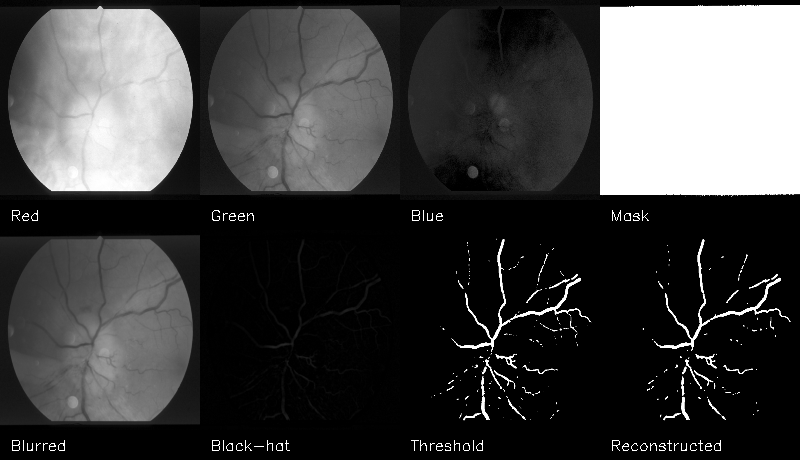 Red
Green
Blue
Mask
Blurred
Black-hat
Threshold
Reconstructed